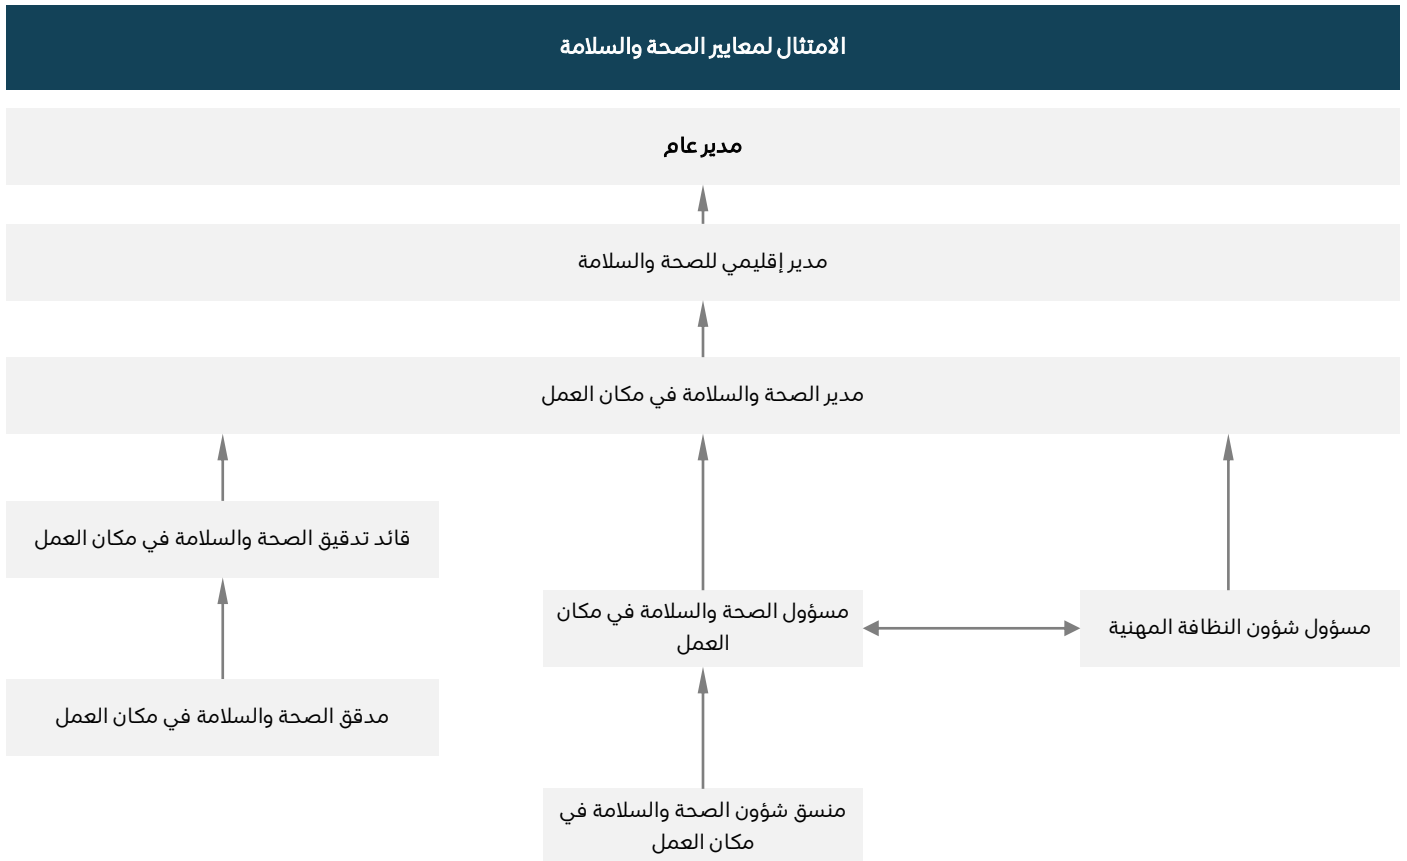 الامتثال لمعايير الصحة والسلامة
مدير عام
مدير إقليمي للصحة والسلامة
مدير الصحة والسلامة في مكان العمل
قائد تدقيق الصحة والسلامة في مكان العمل
مسؤول شؤون النظافة المهنية
مسؤول الصحة والسلامة في مكان
العمل
مدقق الصحة والسلامة في مكان العمل
منسق شؤون الصحة والسلامة في
مكان العمل